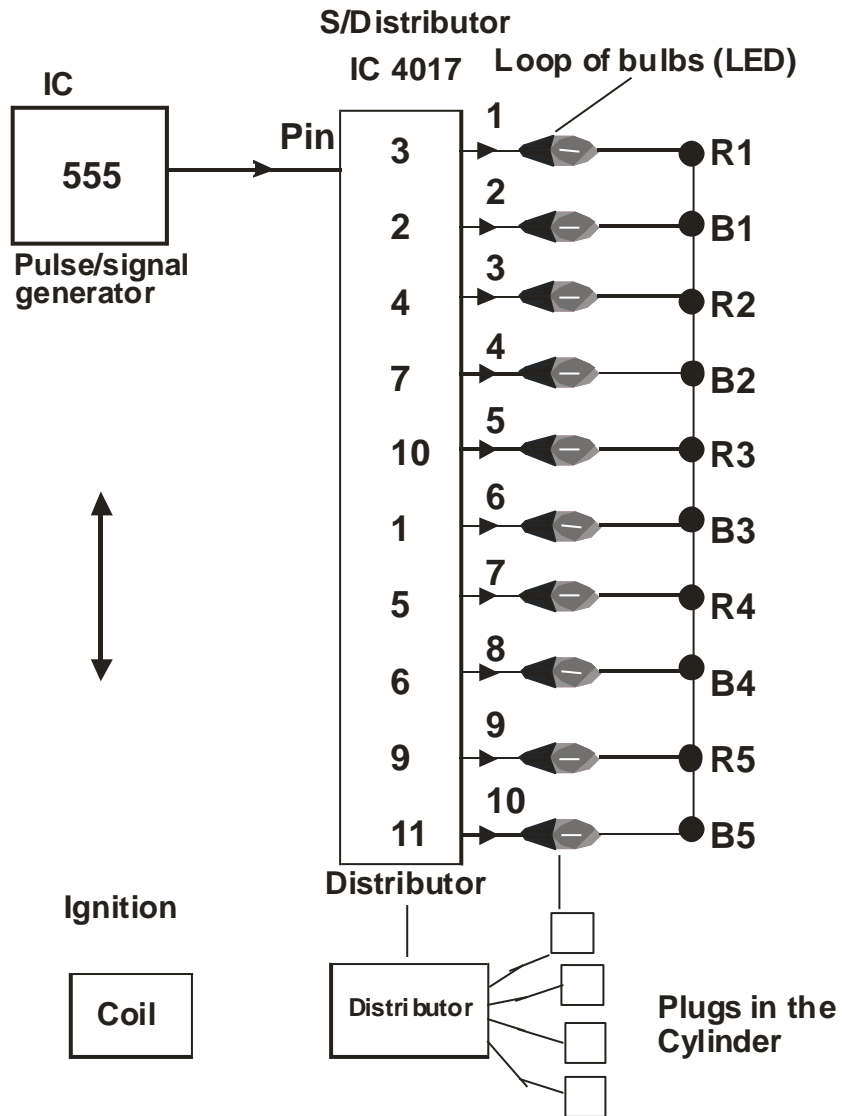 S/Distributor
IC 4017
Loop of bulbs (LED)
IC
555
Pulse/signal
generator
Pin
3 1 R1
2 2 B1
4 3 R2
7 4 B2
10 5 R3
1 6 B3
5 7 R4
6 8 B4
9 9 R5
11 10 B5
Distributor
Ignition
Coil
Distributor
Plugs in the
Cylinder